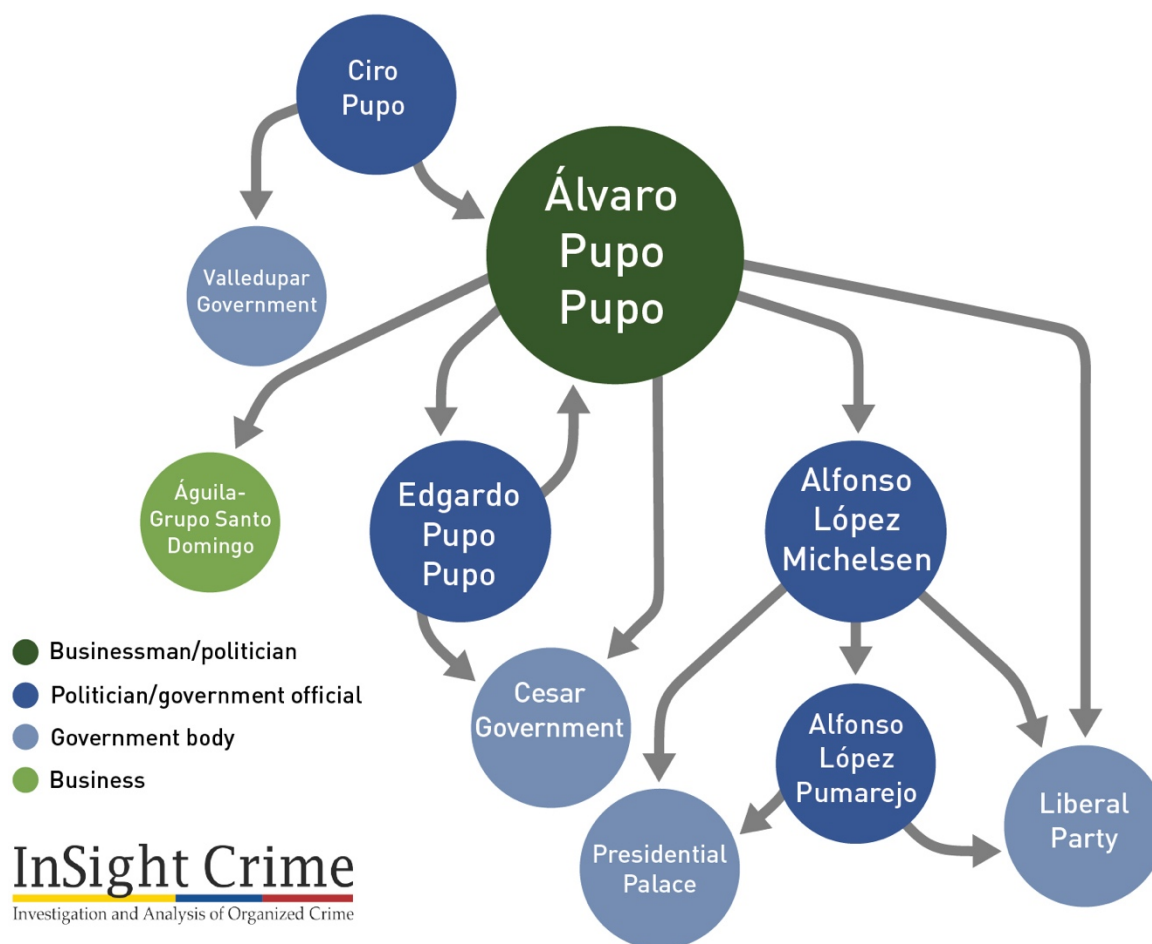 Ciro
Pupo
Álvaro
Pupo
Pupo
Valledupar
Government
Águila-
Grupo Santo
Domingo
Edgardo
Pupo
Pupo
Alfonso
López
Michelsen
Businessman/politician
Politician/government official
Government body
Business
Cesar
Government
Alfonso
López
Pumarejo
Presidential
Palace
Liberal
Party
InSight Crime
Investigation and Analysis of Organized Crime